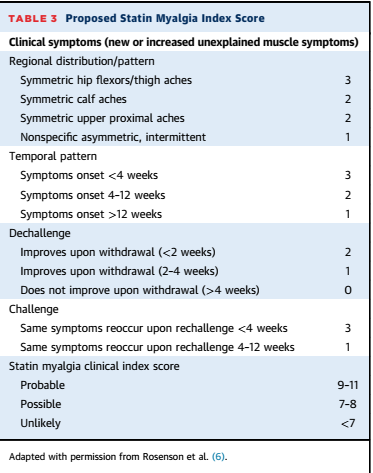 TABLE 3 Proposed Statin Myalgia Index Score
Clinical symptoms (new or increased unexplained muscle symptoms)
Regional distribution/pattern
Symmetric hip flexors/thigh aches 3
Symmetric calf aches 2
Symmetric upper proximal aches 2
Nonspecific asymmetric, intermittent 1
Temporal pattern
Symptoms onset <4 weeks 3
Symptoms onset 4–12 weeks 2
Symptoms onset >12 weeks 1
Dechallenge
Improves upon withdrawal (<2 weeks) 2
Improves upon withdrawal (2–4 weeks) 1
Does not improve upon withdrawal (>4 weeks) 0
Challenge
Same symptoms reoccur upon rechallenge <4 weeks 3
Same symptoms reoccur upon rechallenge 4–12 weeks 1
Statin myalgia clinical index score
Probable 9–11
Possible 7–8
Unlikely <7
Adapted with permission from Rosenson et al. (6).